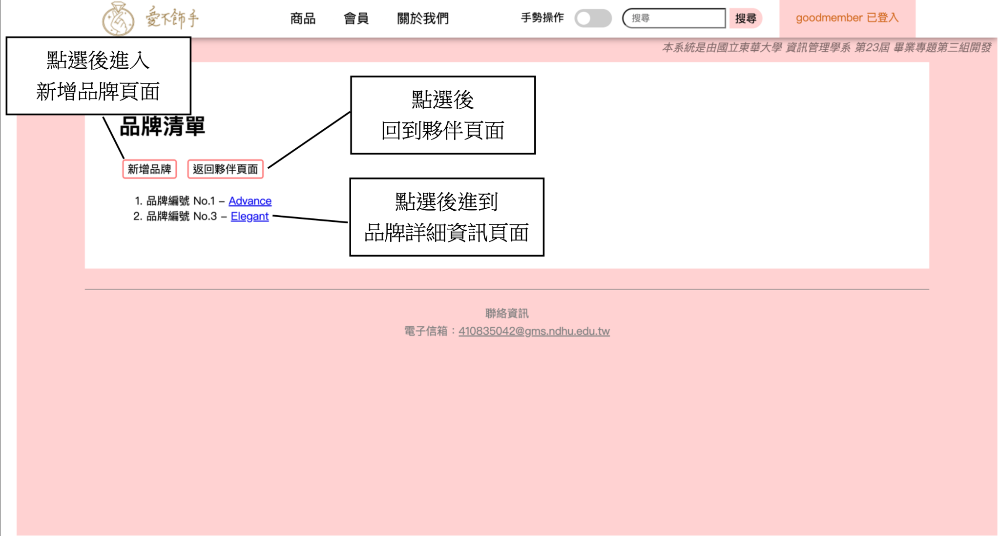 愛不飾手
商品
會員
關於我們
手勢操作
搜尋
搜尋
goodmember 已登入
本系統是由國立東華大學 資訊管理學系 第23屆 畢業專題第三組開發
點選後進入
新增品牌頁面
點選後
回到夥伴頁面
品牌清單
新增品牌
返回夥伴頁面
點選後進到
品牌詳細資訊頁面
1. 品牌編號 No.1 – Advance
2. 品牌編號 No.3 – Elegant
聯絡資訊
電子信箱：410835042@gms.ndhu.edu.tw